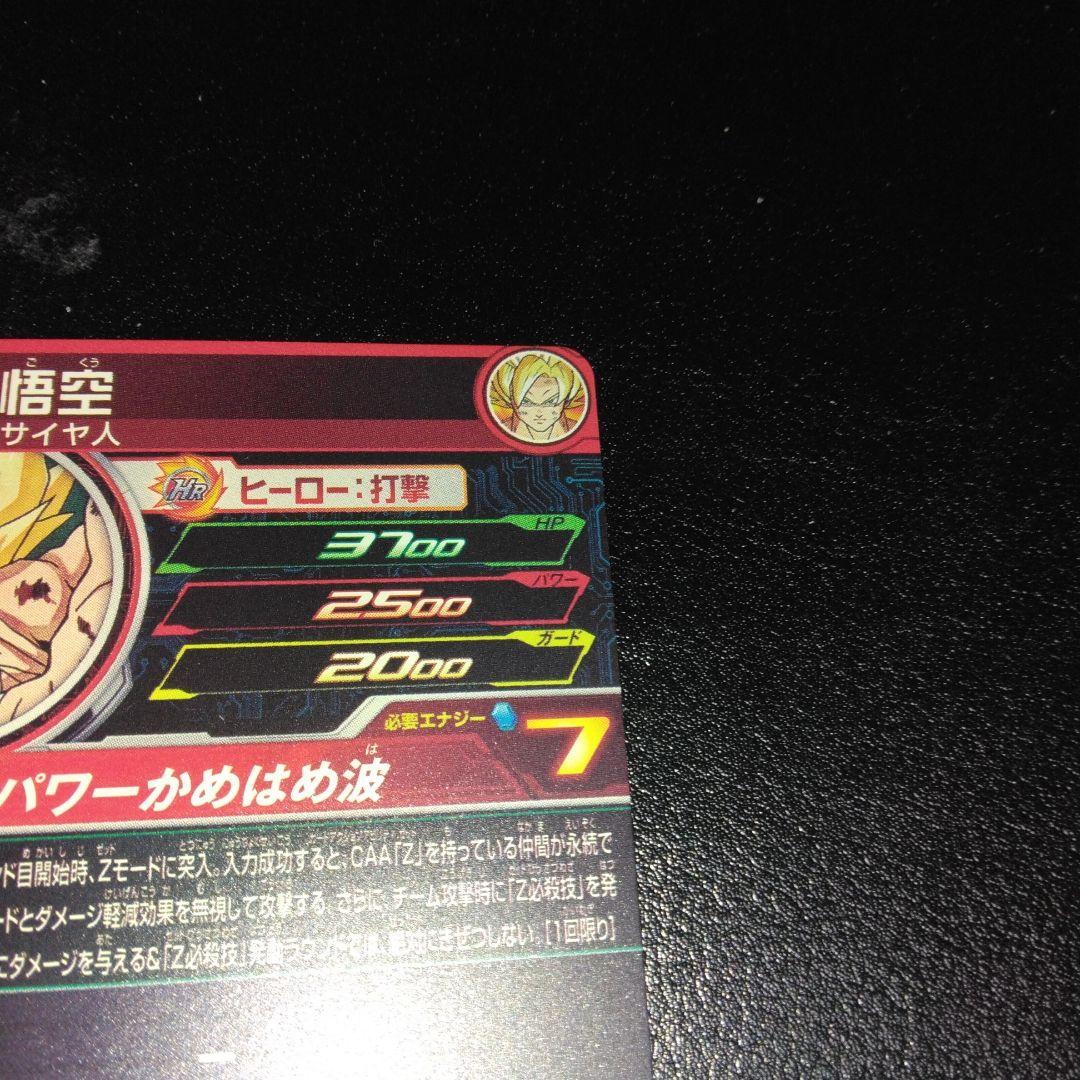 ご くう
悟空
サイヤ人
HR ヒーロー：打撃
HP
3700
パワー
2500
ガード
2000
必要エナジー 7
は
パワーかめはめ波
ド目開始時、Zモードに突入。入力成功すると、CAA「Z」を持っている仲間が永続で
ードとダメージ軽減効果を無視して攻撃する。さらに、チーム攻撃時に「Z必殺技」を発
にダメージを与える&「Z必殺技」発動ラウンドで 絶対にきぜつしない。[1回限り]